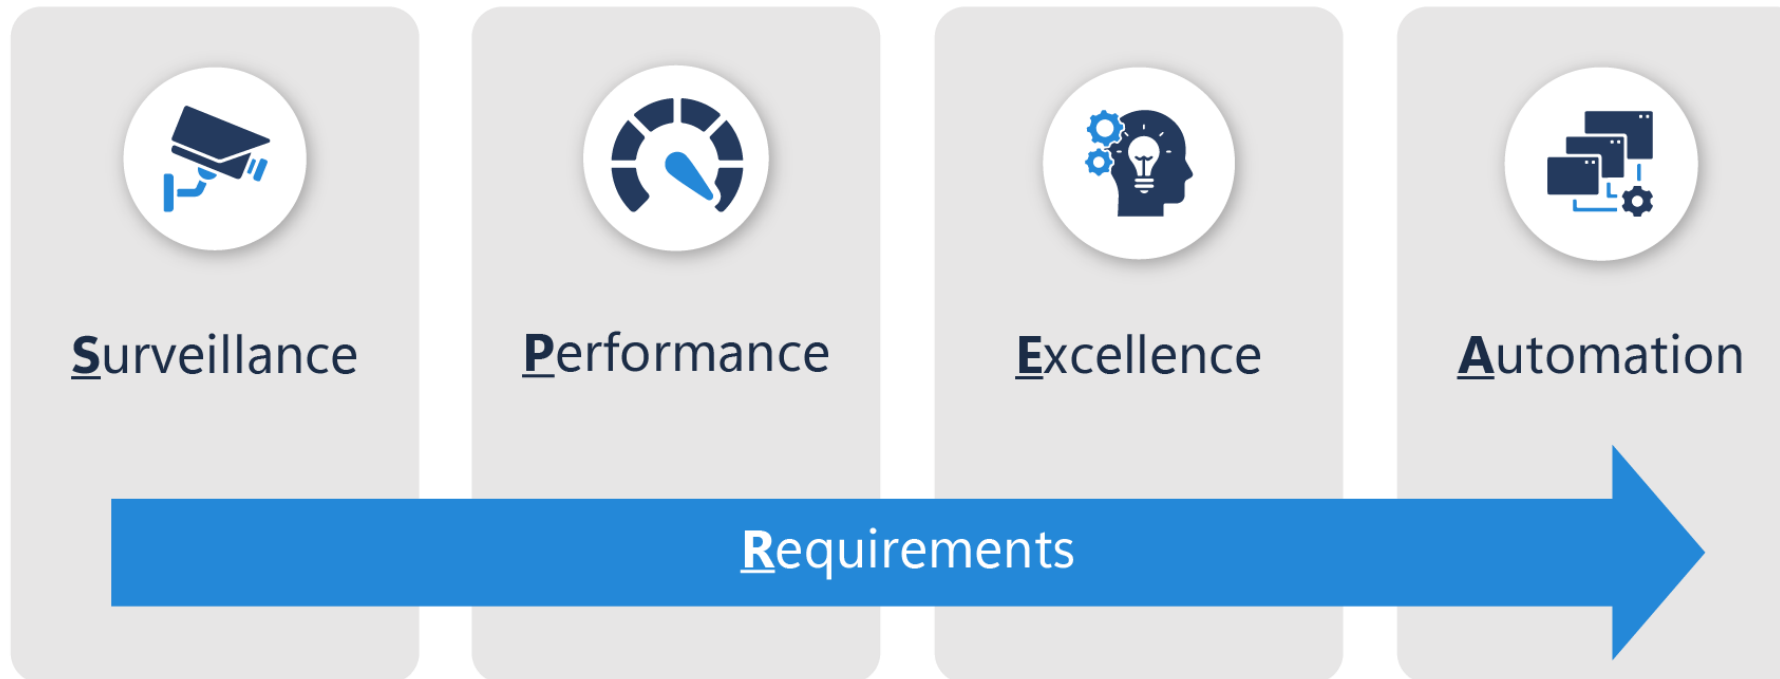 Surveillance
Performance
Excellence
Automation
Requirements